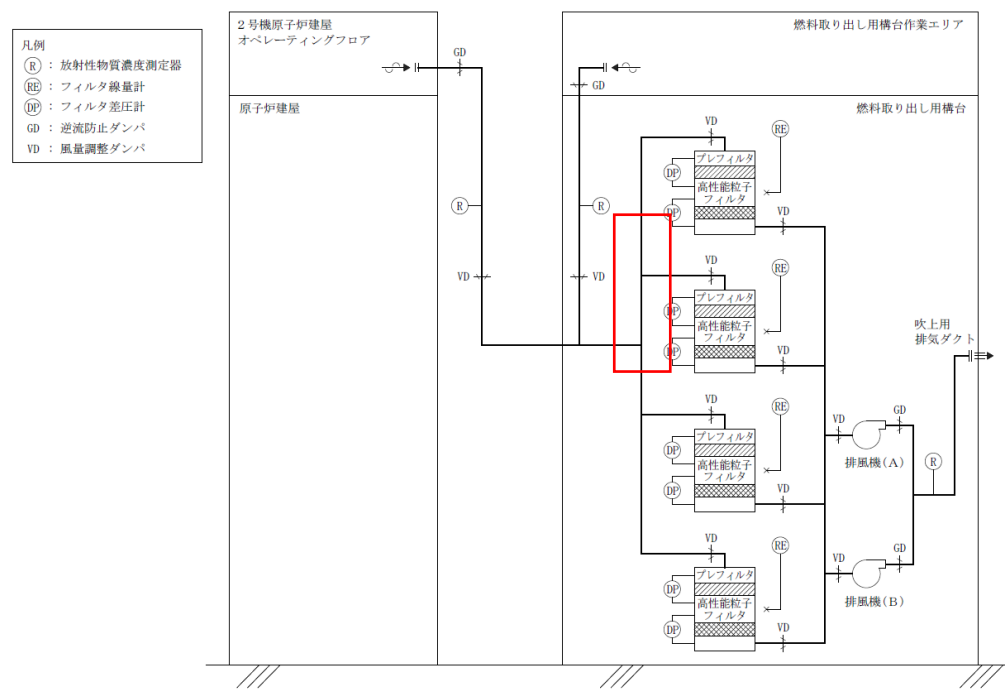 凡例
R : 放射性物質濃度測定器
RE : フィルタ線量計
DP : フィルタ差圧計
GD : 逆流防止ダンパ
VD : 風量調整ダンパ
2号機原子炉建屋
オペレーティングフロア
GD
燃料取り出し用構台作業エリア
GD
原子炉建屋
燃料取り出し用構台
VD
RE
プレフィルタ
DP
高性能粒子
フィルタ
DP
R
R
VD
VD
VD
VD
RE
プレフィルタ
DP
高性能粒子
フィルタ
DP
VD
吹上用
排気ダクト
VD
RE
プレフィルタ
DP
高性能粒子
フィルタ
DP
VD
VD
GD
排風機(A)
R
VD
RE
プレフィルタ
DP
高性能粒子
フィルタ
DP
VD
VD
GD
排風機(B)